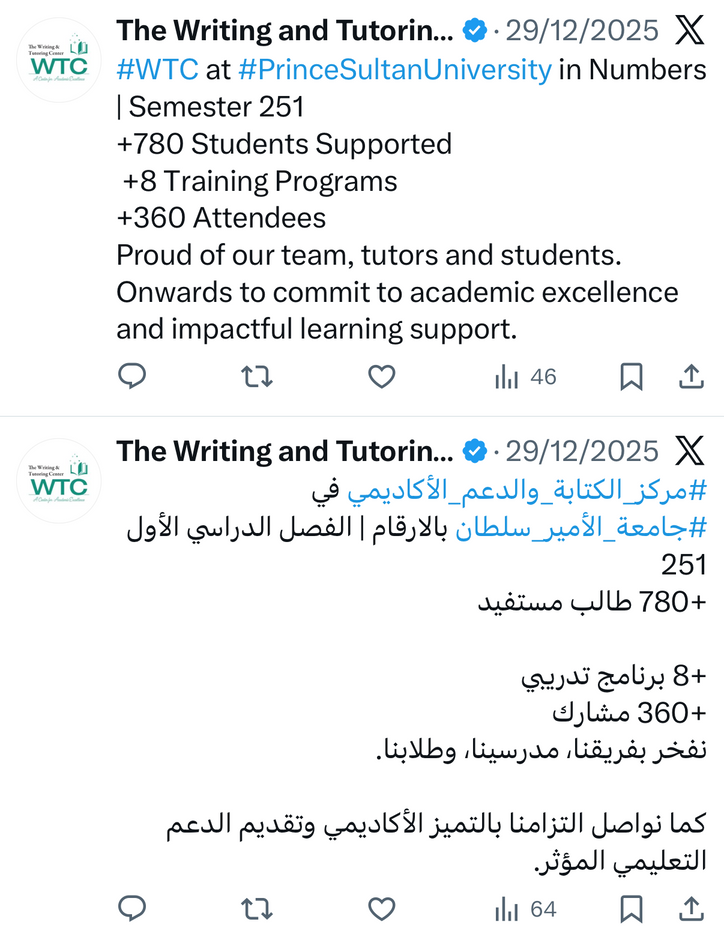 The Writing and Tutorin... · 29/12/2025
The Writing &
Tutoring Center
WTC
#WTC at #PrinceSultanUniversity in Numbers
| Semester 251
+780 Students Supported
+8 Training Programs
+360 Attendees
Proud of our team, tutors and students.
Onwards to commit to academic excellence
and impactful learning support.
46
The Writing and Tutorin... · 29/12/2025
The Writing &
Tutoring Center
WTC
#مركز_الكتابة_والدعم_الأكاديمي في
#جامعة_الأمير_سلطان بالارقام | الفصل الدراسي الأول
251
+780 طالب مستفيد
+8 برنامج تدريبي
+360 مشارك
نفخر بفريقنا، مدرسينا، وطلابنا.
كما نواصل التزامنا بالتميز الأكاديمي وتقديم الدعم
التعليمي المؤثر.
64